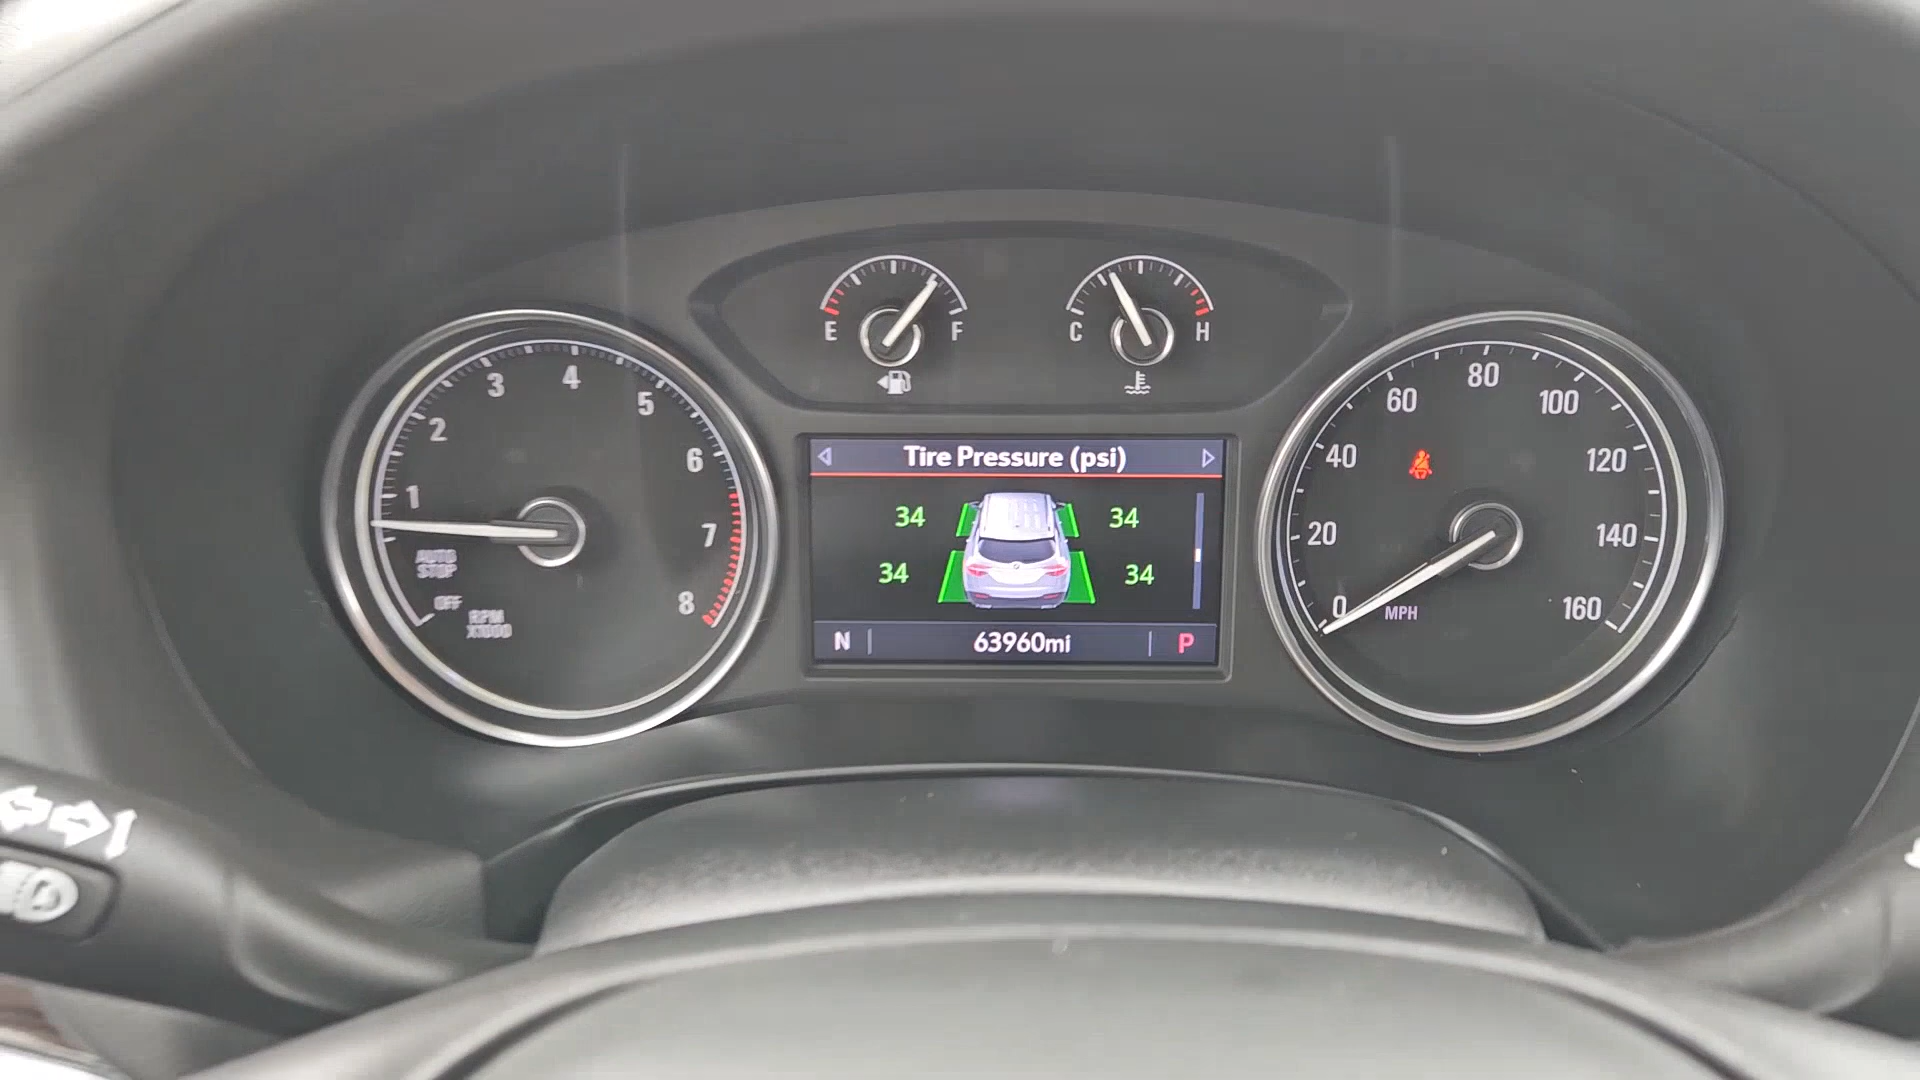 E F
C H
1 2 3 4 5 6 7 8
AUTO
STOP
OFF
RPM
X1000
Tire Pressure (psi)
34 34
34 34
N 63960mi P
0 20 40 60 80 100 120 140 160
MPH